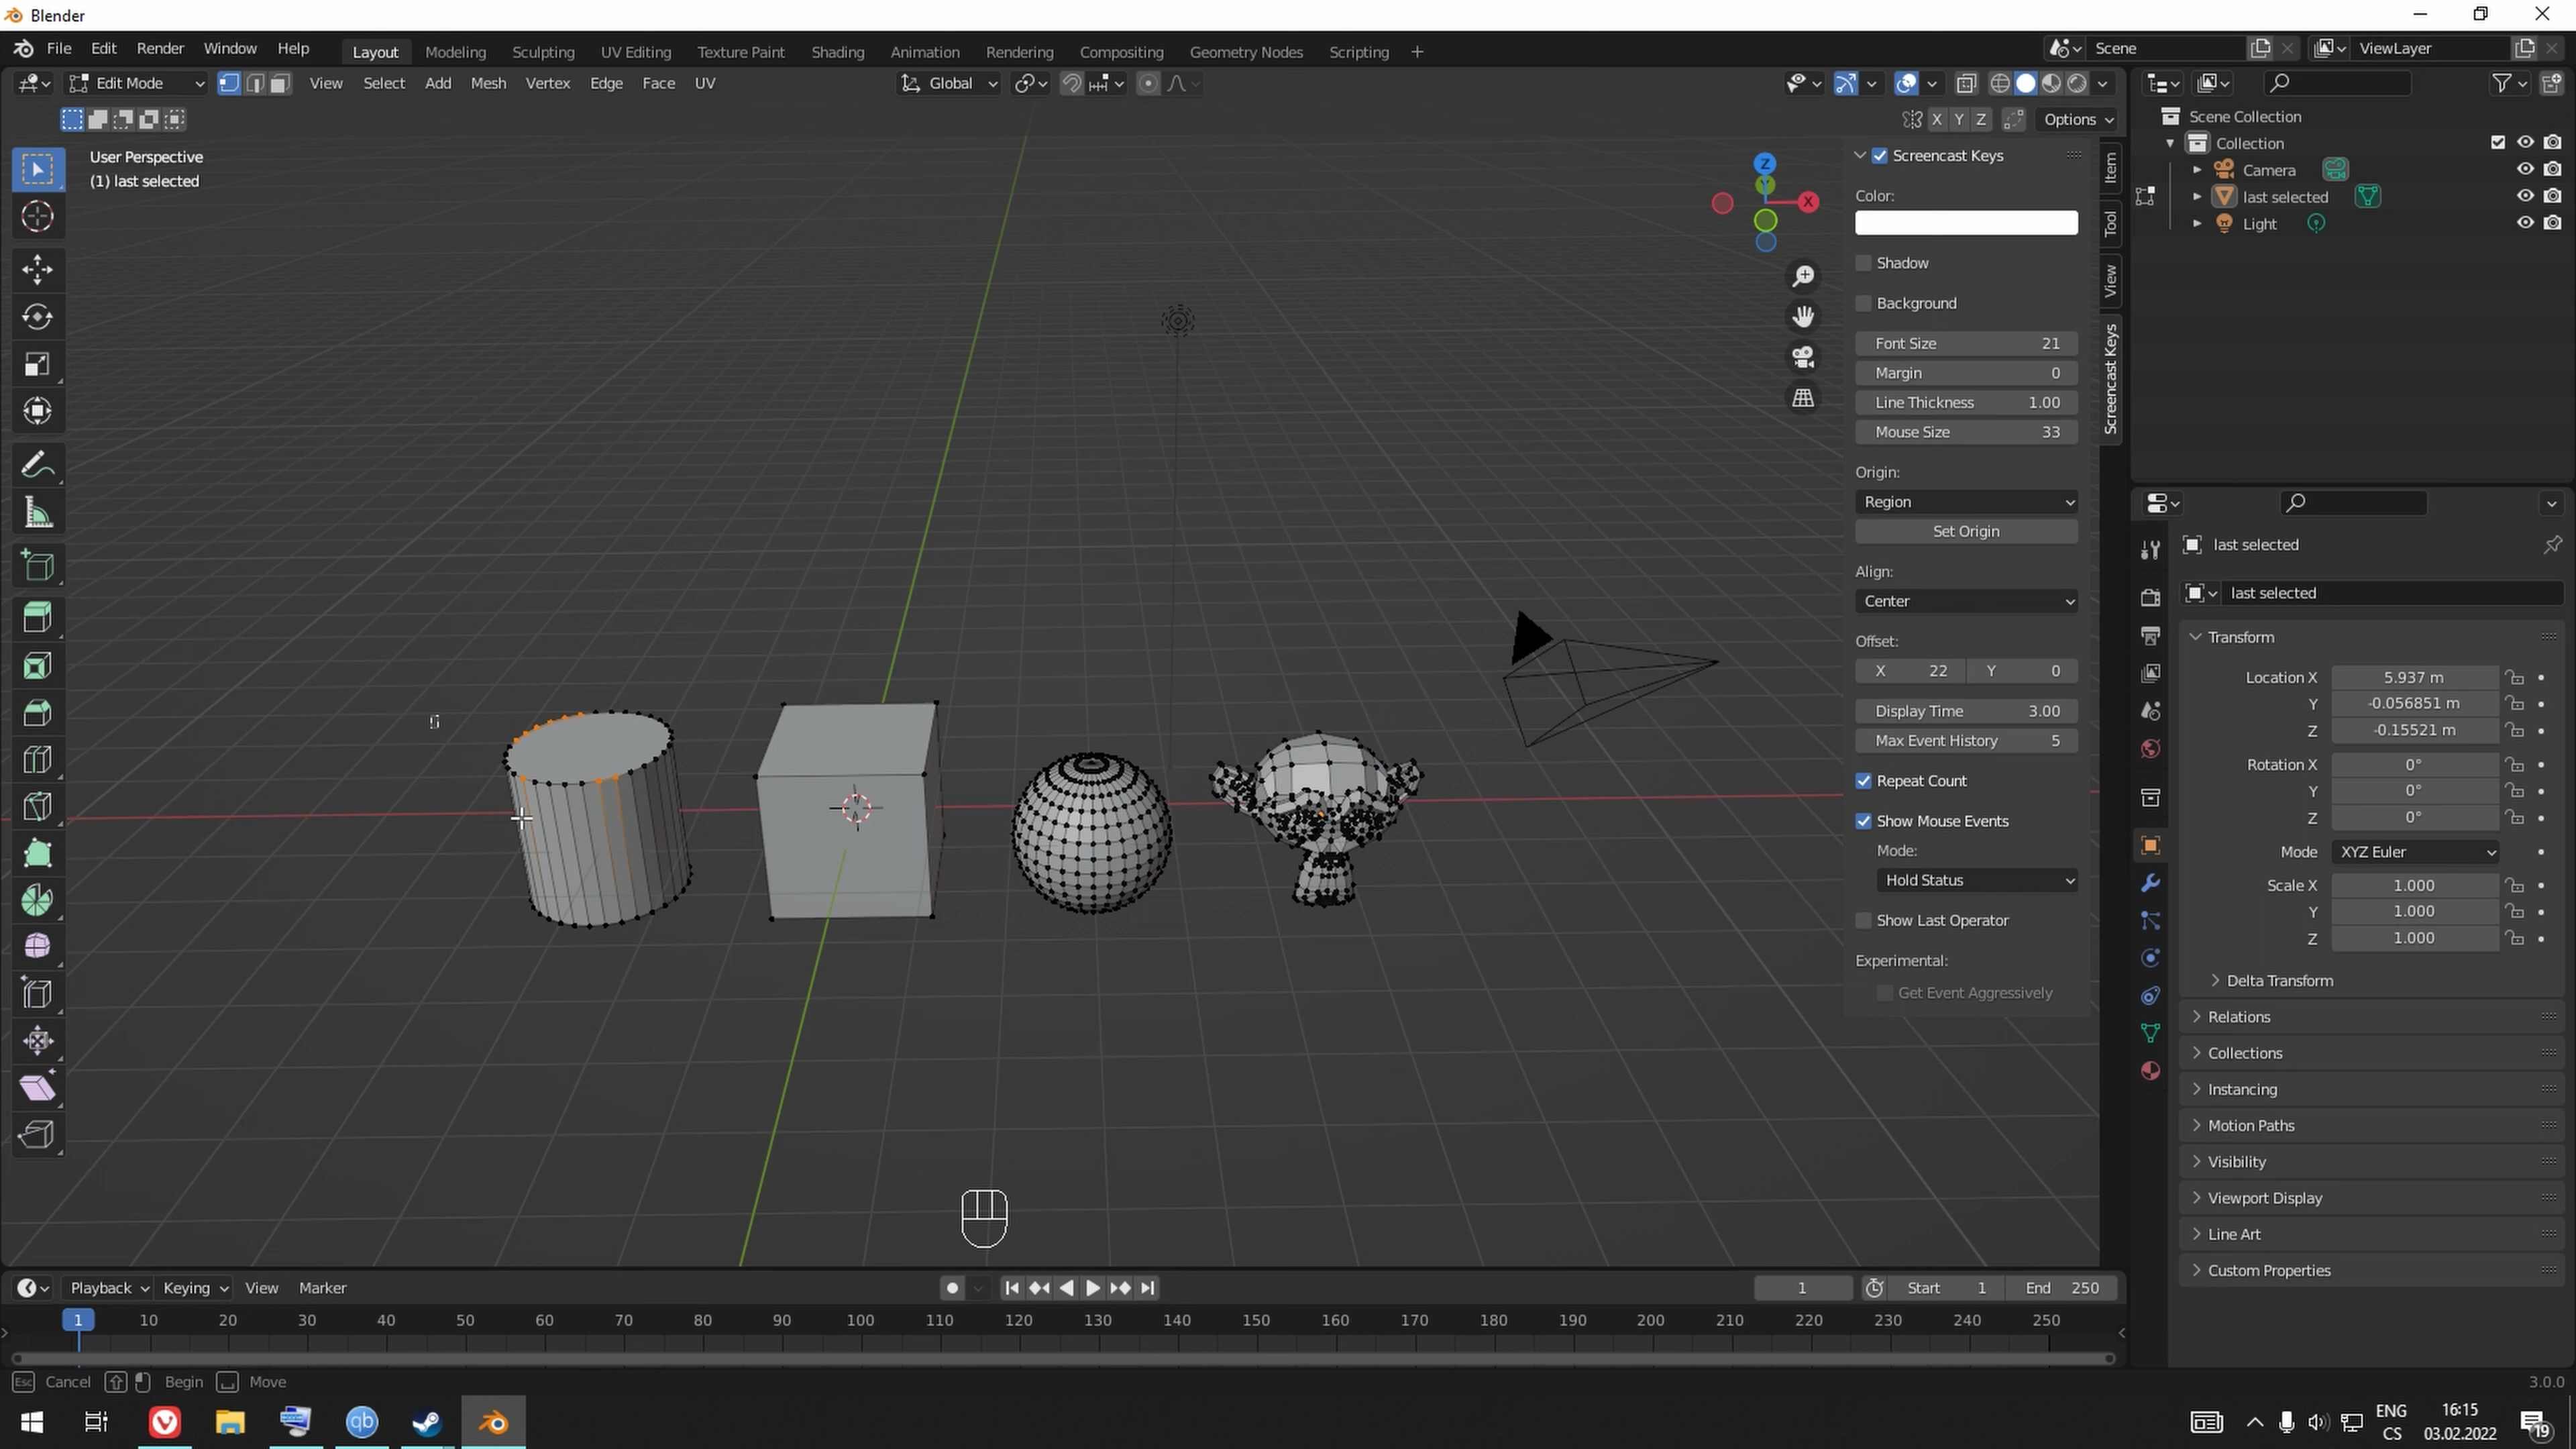 Blender
File Edit Render Window Help Layout Modeling Sculpting UV Editing Texture Paint Shading Animation Rendering Compositing Geometry Nodes Scripting + Scene ViewLayer
Edit Mode View Select Add Mesh Vertex Edge Face UV Global
X Y Z Options
User Perspective
(1) last selected
Z
X
Screencast Keys
Color:
Shadow
Background
Font Size 21
Margin 0
Line Thickness 1.00
Mouse Size 33
Origin:
Region
Set Origin
Align:
Center
Offset:
X 22 Y 0
Display Time 3.00
Max Event History 5
Repeat Count
Show Mouse Events
Mode:
Hold Status
Show Last Operator
Experimental:
Get Event Aggressively
Item
Tool
View
Screencast Keys
Scene Collection
Collection
Camera
last selected
Light
last selected
last selected
Transform
Location X 5.937 m
Y -0.056851 m
Z -0.15521 m
Rotation X 0°
Y 0°
Z 0°
Mode XYZ Euler
Scale X 1.000
Y 1.000
Z 1.000
Delta Transform
Relations
Collections
Instancing
Motion Paths
Visibility
Viewport Display
Line Art
Custom Properties
Playback Keying View Marker 1 Start 1 End 250
1 10 20 30 40 50 60 70 80 90 100 110 120 130 140 150 160 170 180 190 200 210 220 230 240 250
Esc Cancel Begin Move 3.0.0
qb
ENG 16:15
CS 03.02.2022 19